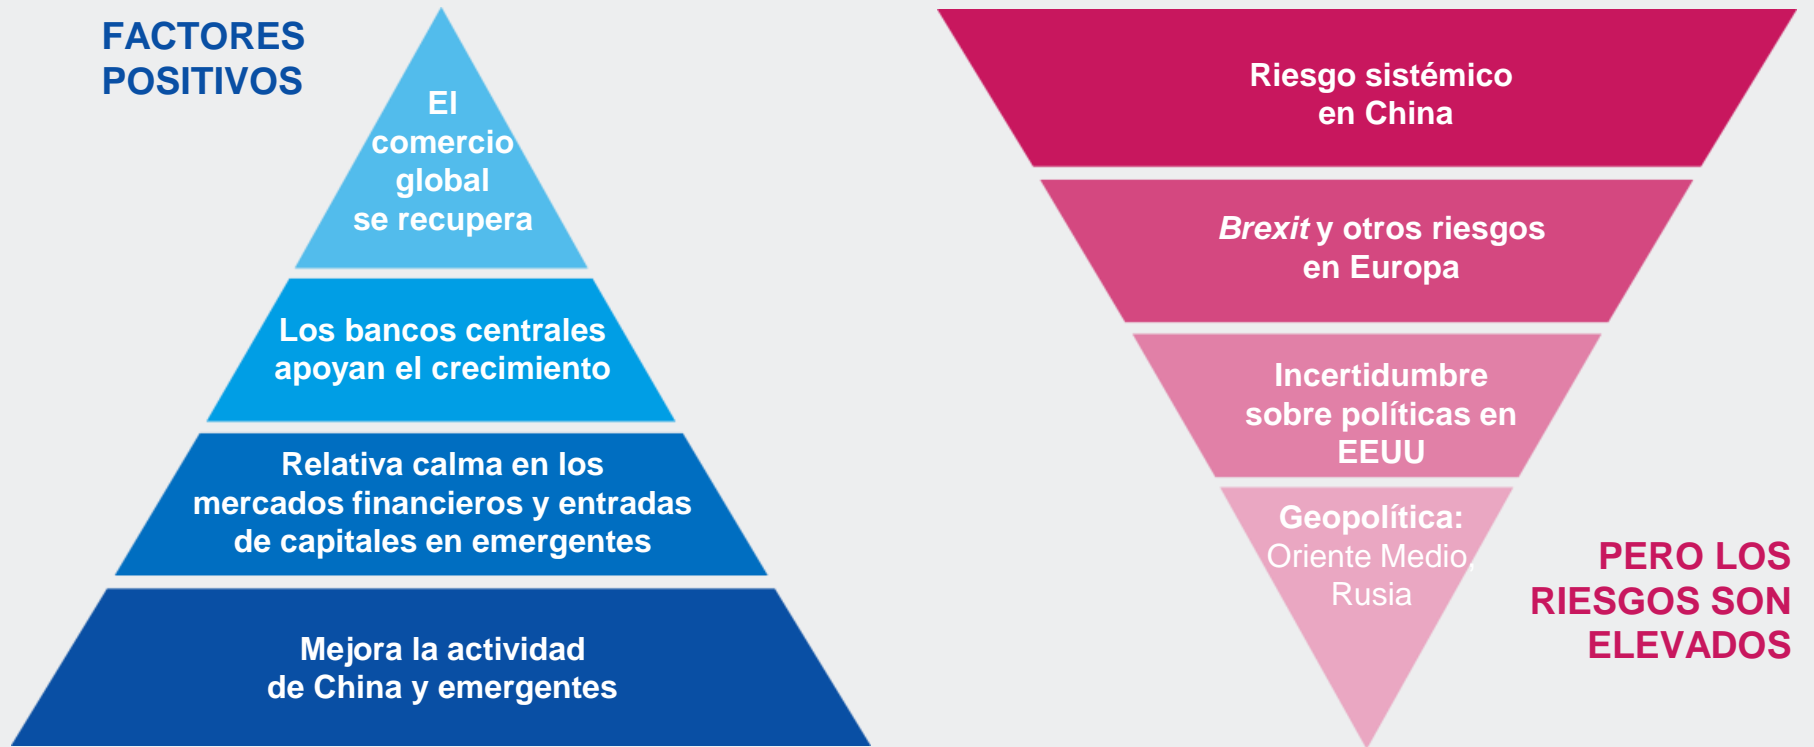 FACTORES
POSITIVOS
El
comercio
global
se recupera
Los bancos centrales
apoyan el crecimiento
Relativa calma en los
mercados financieros y entradas
de capitales en emergentes
Mejora la actividad
de China y emergentes
Riesgo sistémico
en China
Brexit y otros riesgos
en Europa
Incertidumbre
sobre políticas en
EEUU
Geopolítica:
Oriente Medio,
Rusia
PERO LOS
RIESGOS SON
ELEVADOS